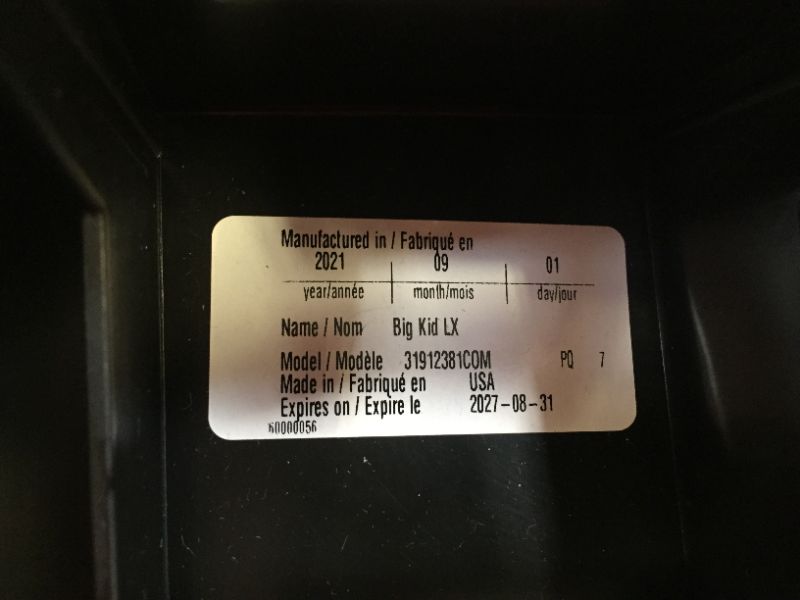 Manufactured in / Fabriqué en
2021 09 01
year/année month/mois day/jour
Name / Nom Big Kid LX
Model / Modèle 31912381COM PQ 7
Made in / Fabriqué en USA
Expires on / Expire le 2027-08-31
60000056